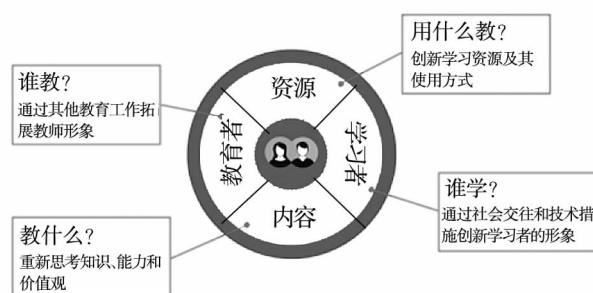 用什么教?
创新学习资源及其
使用方式
谁教?
通过其他教育工作拓
展教师形象
资源
教育者
学习者
内容
谁学?
通过社会交往和技术措
施创新学习者的形象
教什么?
重新思考知识、能力和
价值观